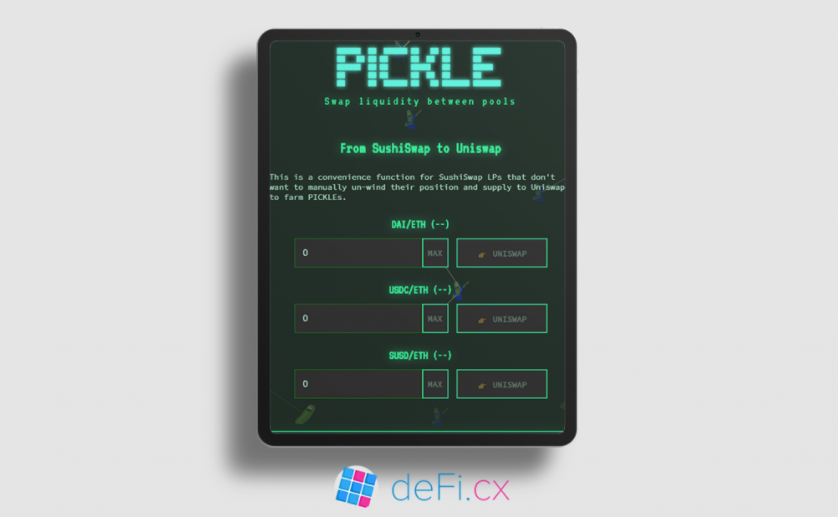 PICKLE
Swap liquidity between pools
From SushiSwap to Uniswap
This is a convenience function for SushiSwap LPs that don't
want to manually un-wind their position and supply to Uniswap
to farm PICKLEs.
DAI/ETH (--)
0 MAX 👉 UNISWAP
USDC/ETH (--)
0 MAX 👉 UNISWAP
SUSD/ETH (--)
0 MAX 👉 UNISWAP
deFi.cx